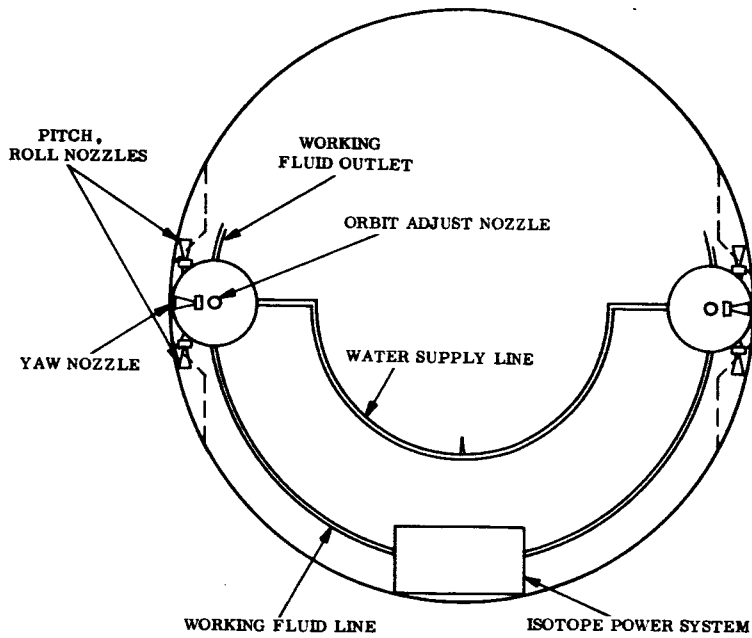 PITCH,
ROLL NOZZLES
WORKING
FLUID OUTLET
ORBIT ADJUST NOZZLE
YAW NOZZLE
WATER SUPPLY LINE
WORKING FLUID LINE
ISOTOPE POWER SYSTEM